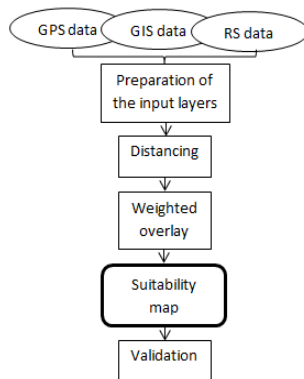 GPS data
GIS data
RS data
Preparation of
the input layers
Distancing
Weighted
overlay
Suitability
map
Validation